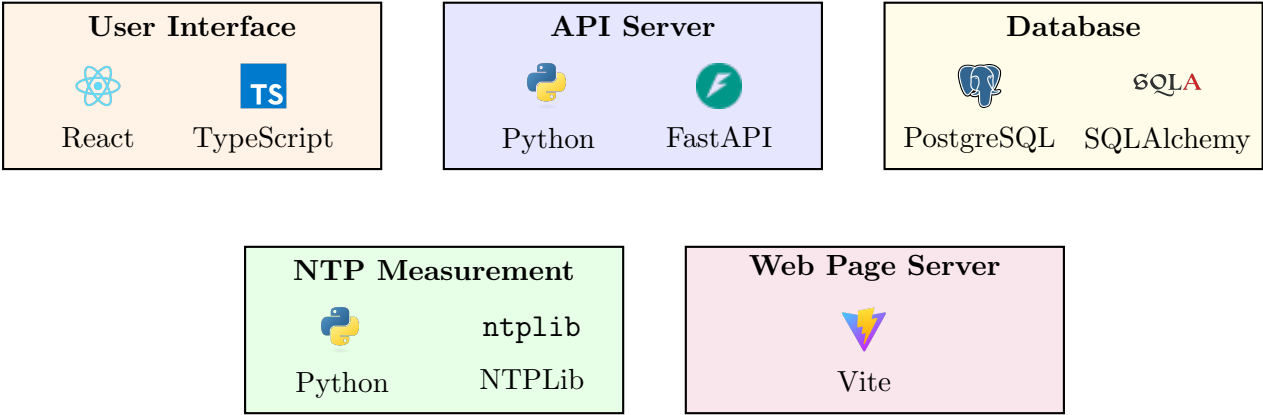 User Interface
TS
React
TypeScript
API Server
Python
FastAPI
Database
SQLA
PostgreSQL
SQLAlchemy
NTP Measurement
ntplib
Python
NTPLib
Web Page Server
Vite